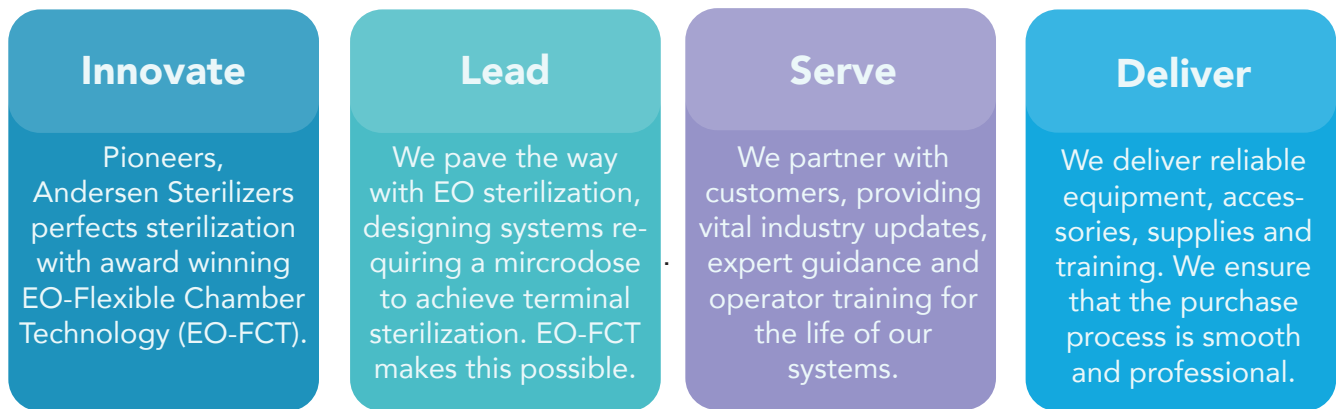 Innovate
Pioneers,
Andersen Sterilizers
perfects sterilization
with award winning
EO-Flexible Chamber
Technology (EO-FCT).
Lead
We pave the way
with EO sterilization,
designing systems re-
quiring a mircrodose
to achieve terminal
sterilization. EO-FCT
makes this possible.
.
Serve
We partner with
customers, providing
vital industry updates,
expert guidance and
operator training for
the life of our
systems.
Deliver
We deliver reliable
equipment, acces-
sories, supplies and
training. We ensure
that the purchase
process is smooth
and professional.